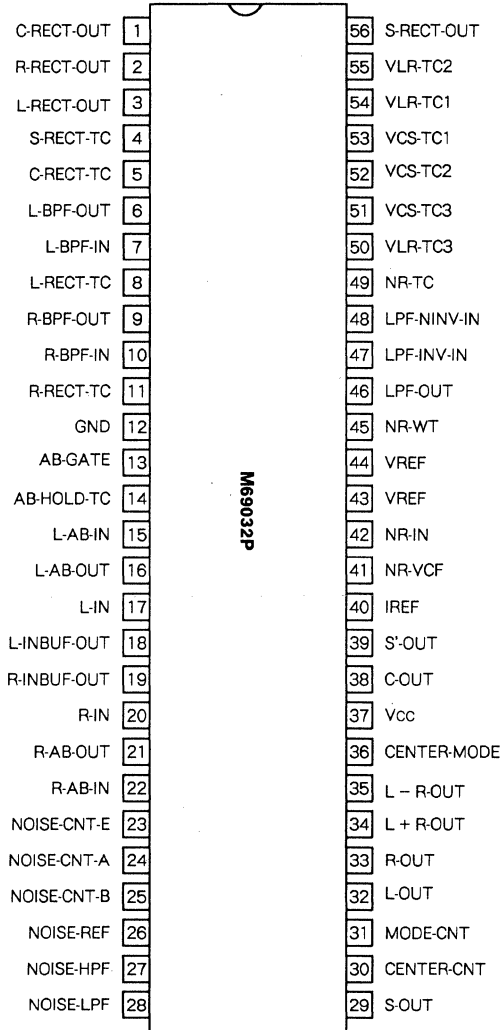 C-RECT-OUT 1 56 S-RECT-OUT
R-RECT-OUT 2 55 VLR-TC2
L-RECT-OUT 3 54 VLR-TC1
S-RECT-TC 4 53 VCS-TC1
C-RECT-TC 5 52 VCS-TC2
L-BPF-OUT 6 51 VCS-TC3
L-BPF-IN 7 50 VLR-TC3
L-RECT-TC 8 49 NR-TC
R-BPF-OUT 9 48 LPF-NINV-IN
R-BPF-IN 10 47 LPF-INV-IN
R-RECT-TC 11 46 LPF-OUT
GND 12 45 NR-WT
AB-GATE 13 44 VREF
AB-HOLD-TC 14 43 VREF
L-AB-IN 15 42 NR-IN
L-AB-OUT 16 41 NR-VCF
L-IN 17 40 IREF
L-INBUF-OUT 18 39 S'-OUT
R-INBUF-OUT 19 38 C-OUT
R-IN 20 37 Vcc
R-AB-OUT 21 36 CENTER-MODE
R-AB-IN 22 35 L − R-OUT
NOISE-CNT-E 23 34 L + R-OUT
NOISE-CNT-A 24 33 R-OUT
NOISE-CNT-B 25 32 L-OUT
NOISE-REF 26 31 MODE-CNT
NOISE-HPF 27 30 CENTER-CNT
NOISE-LPF 28 29 S-OUT
M69032P